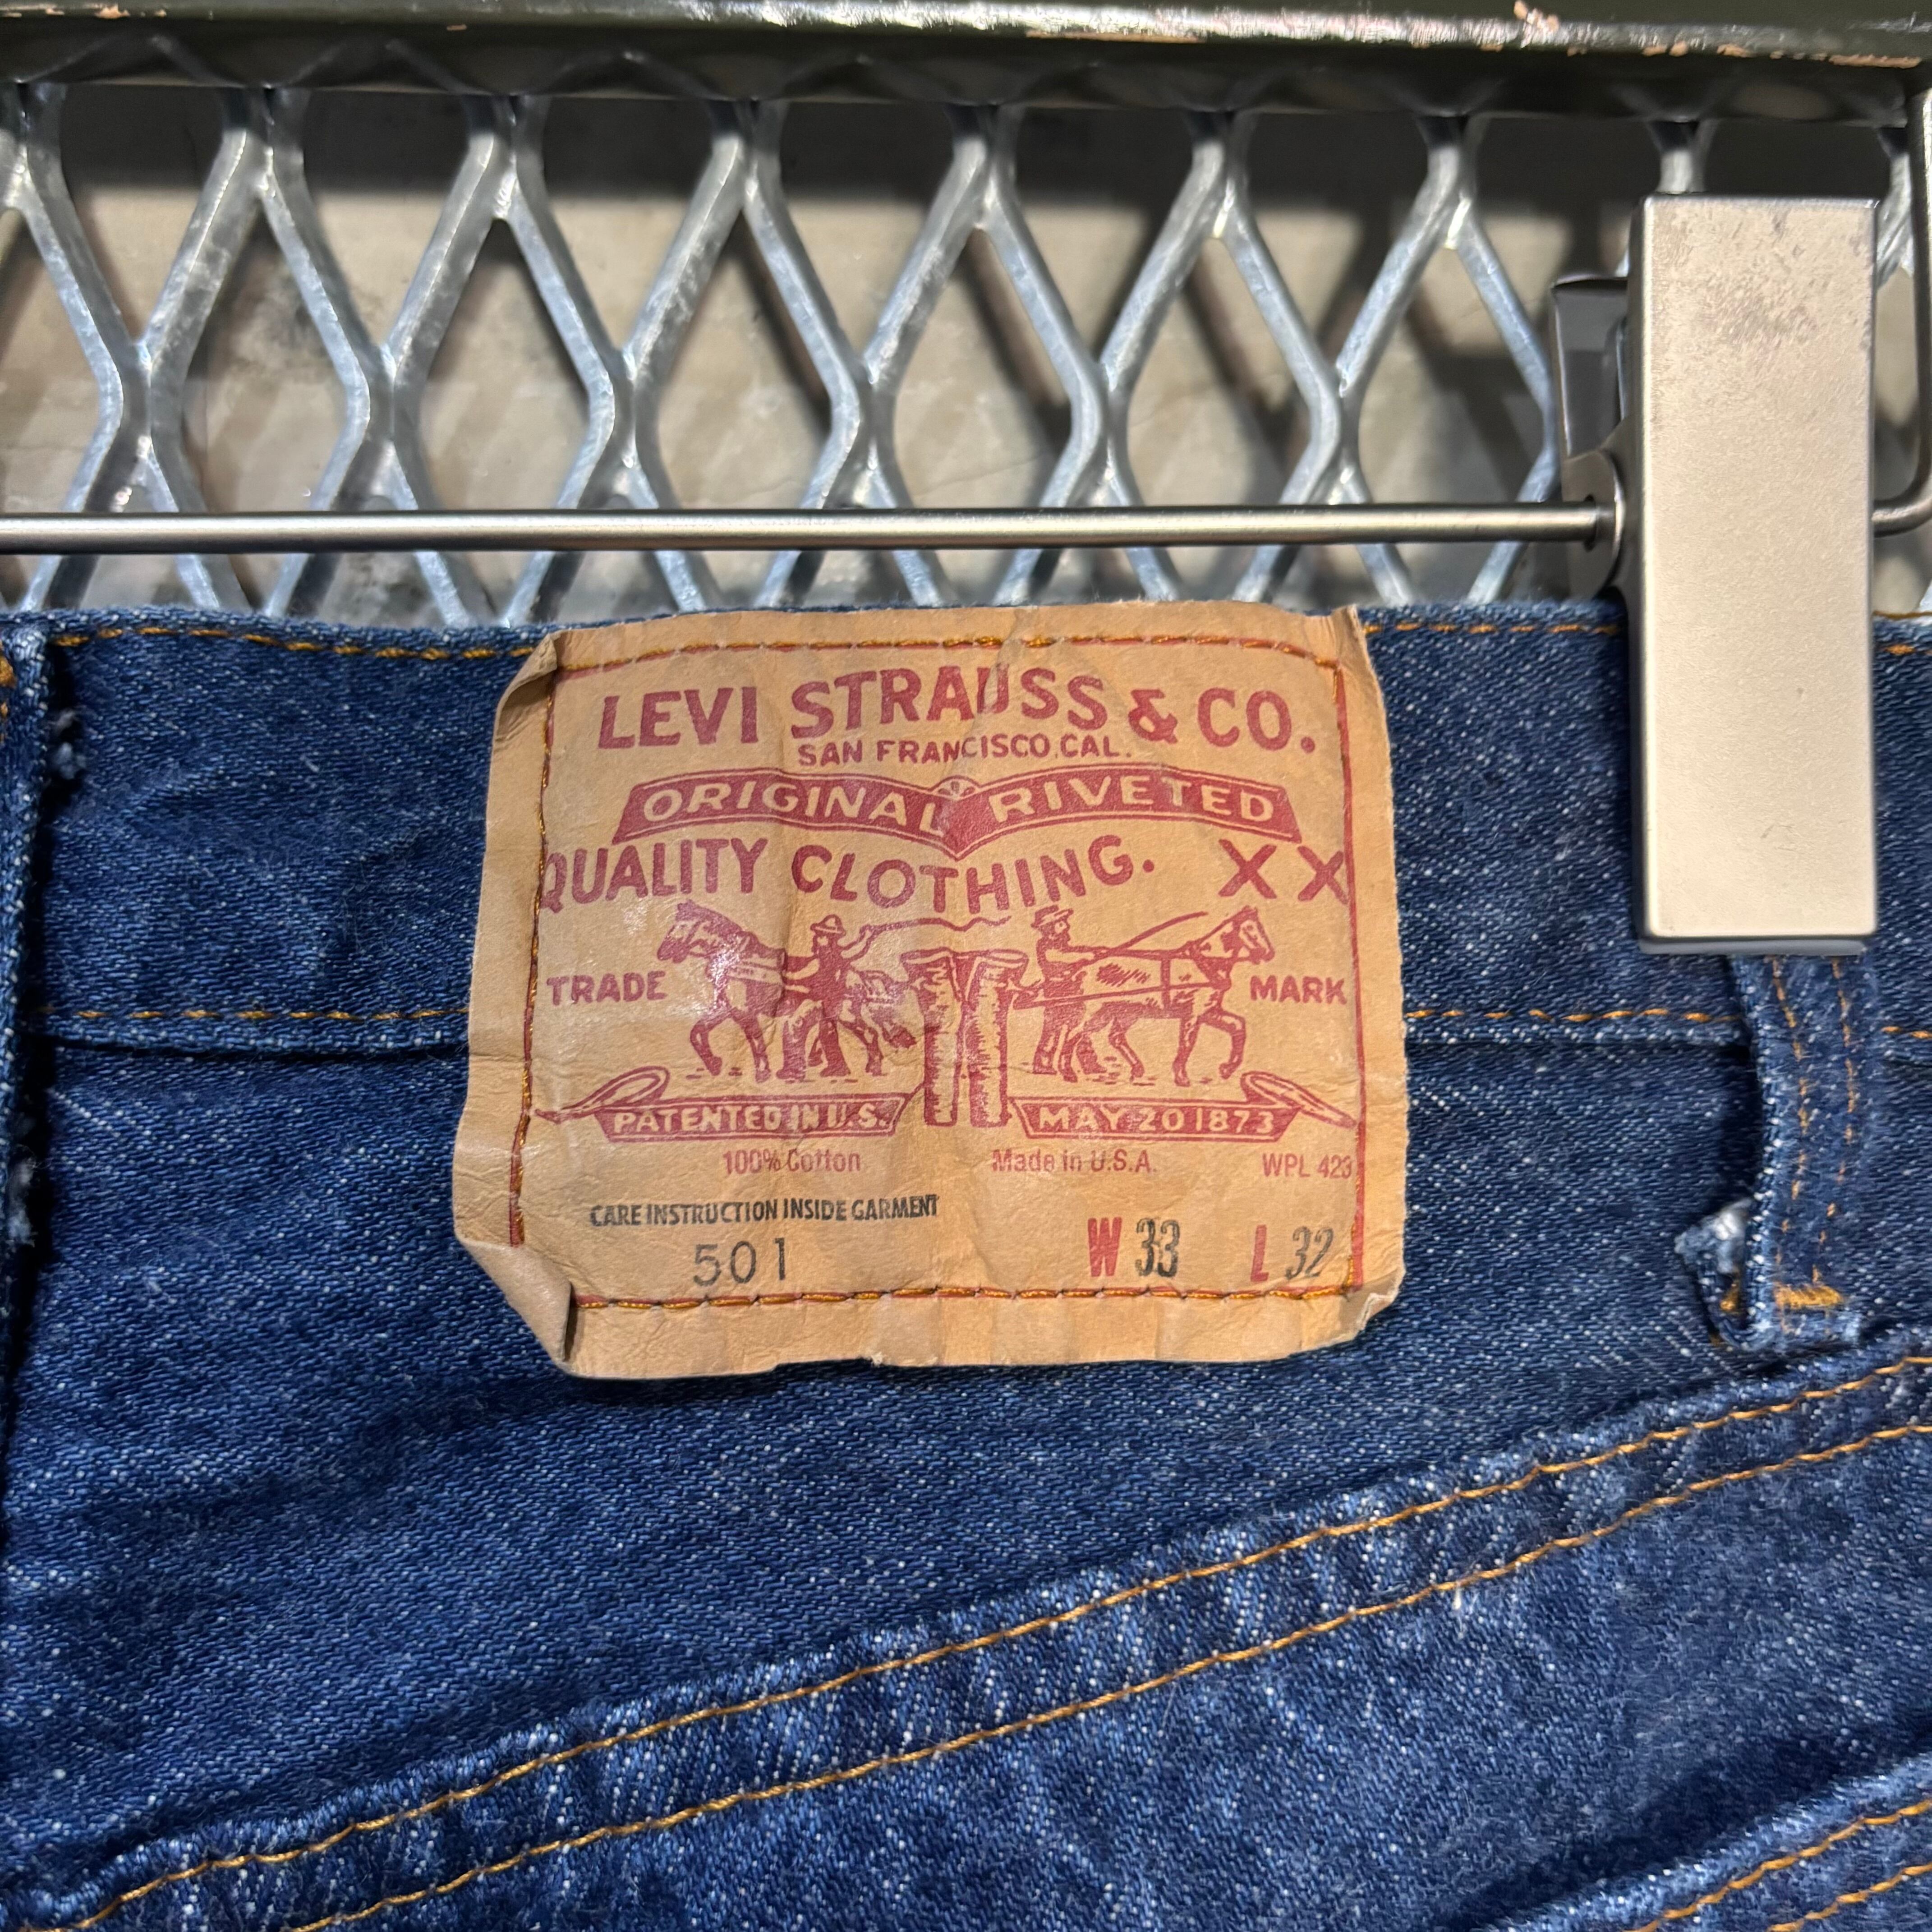 LEVI STRAUSS & CO.
SAN FRANCISCO, CAL.
ORIGINAL RIVETED
QUALITY CLOTHING. XX
TRADE MARK
PATENTED IN U.S. MAY 20 1873
100% Cotton Made in U.S.A. WPL 423
CARE INSTRUCTION INSIDE GARMENT
501 W 33 L 32